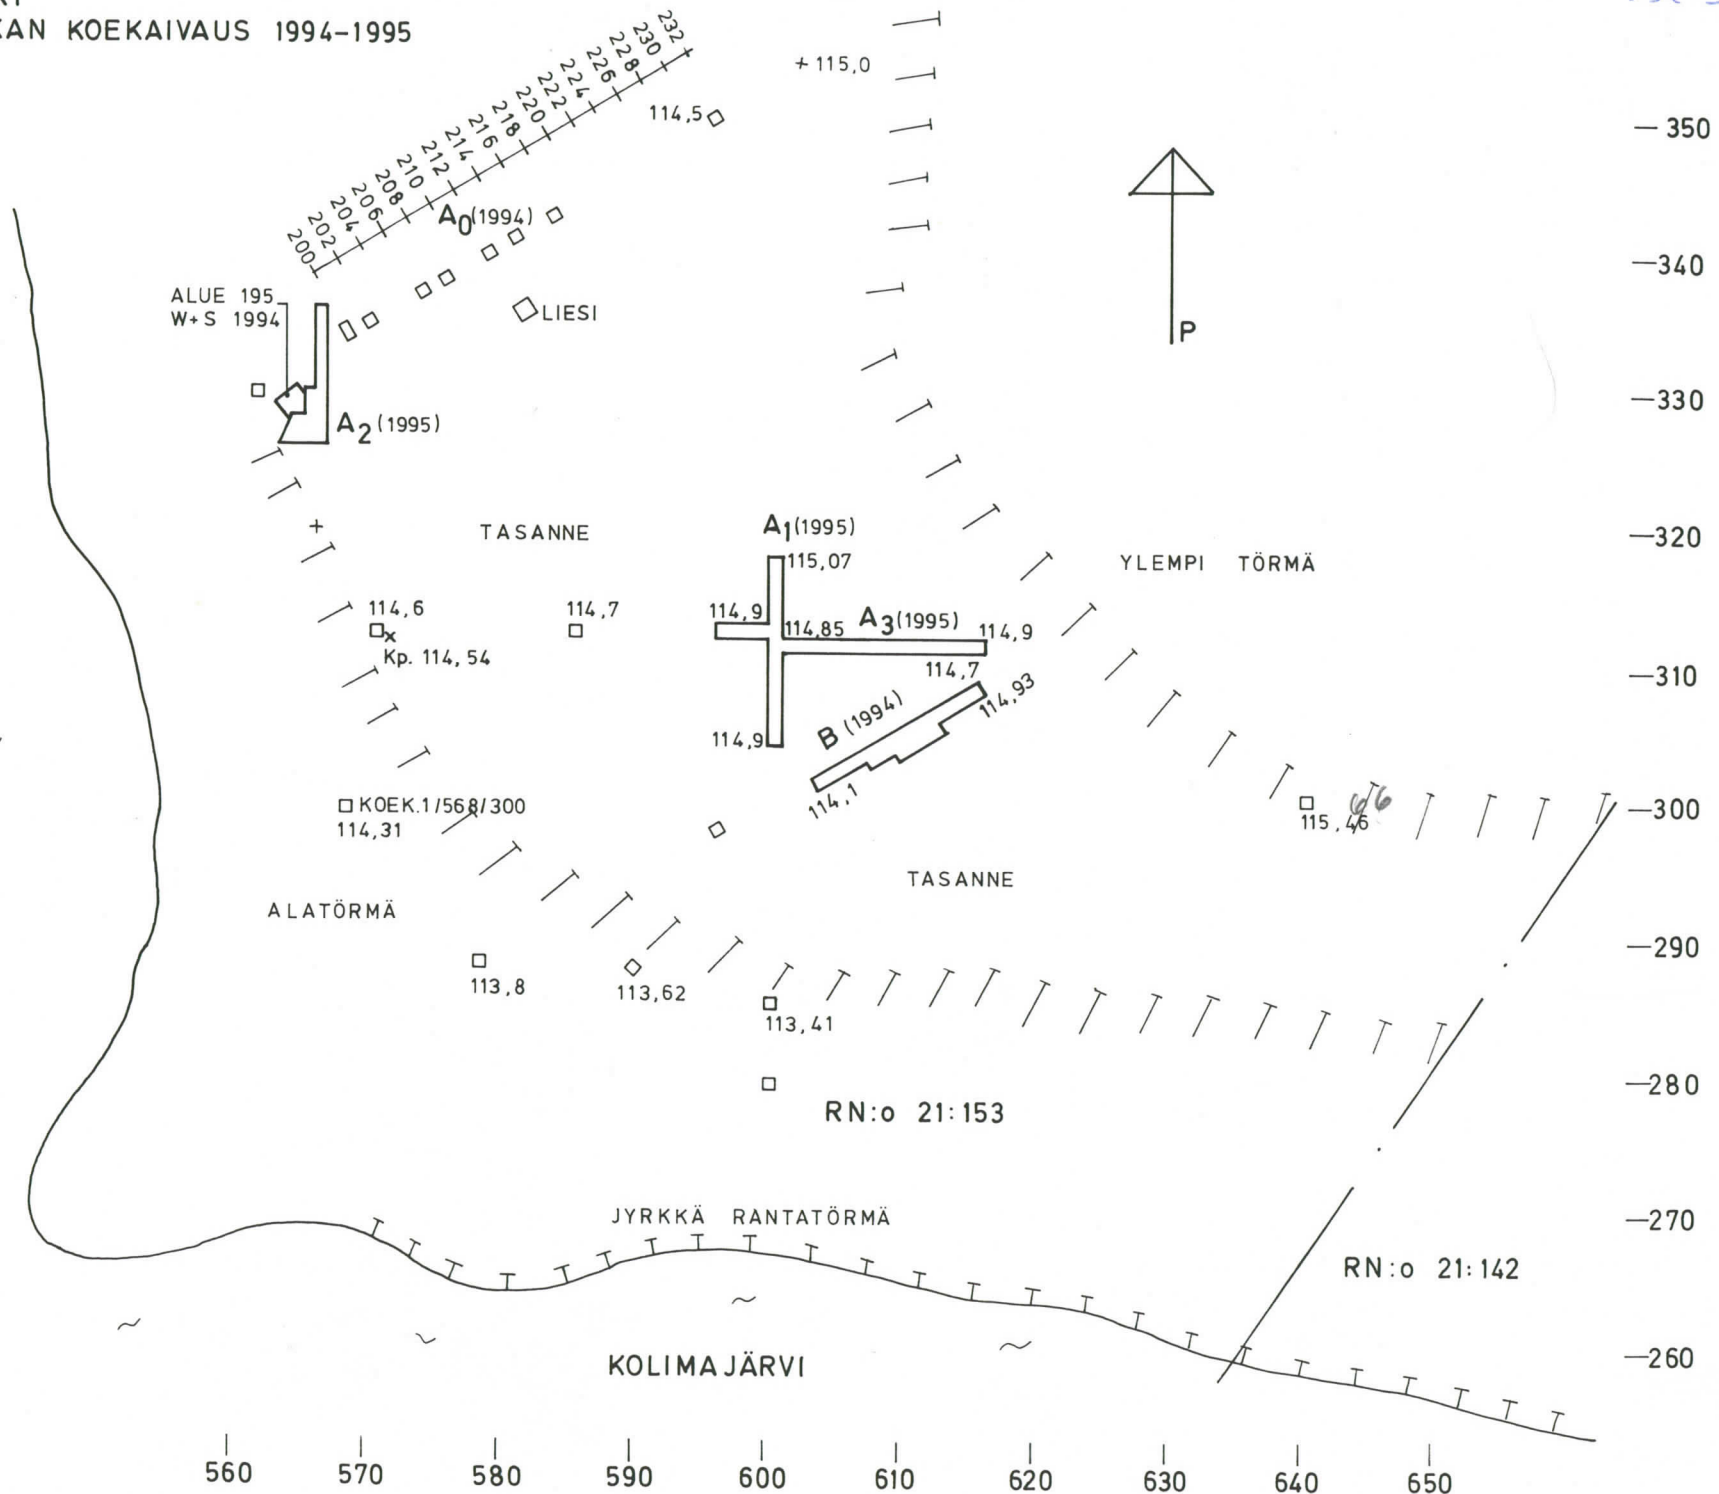 KOEKAIVAUS 1994-1995
232
230
228
226
224
222
220
218
216
214
212
210
208
206
204
202
200
+ 115,0
114,5
350
A0 (1994)
340
ALUE 195
W+S 1994
LIESI
P
330
A2 (1995)
TASANNE
A1 (1995)
115,07
320
YLEMPI TÖRMÄ
114,6
114,7
114,9
114,85
A3 (1995)
114,9
Kp. 114,54
114,7
310
114,93
B (1994)
114,9
114,1
KOEK.1/568/300
114,31
300
66
115,46
TASANNE
ALATÖRMÄ
290
113,8
113,62
113,41
280
RN:o 21:153
JYRKKÄ RANTATÖRMÄ
270
RN:o 21:142
260
KOLIMAJÄRVI
560 570 580 590 600 610 620 630 640 650